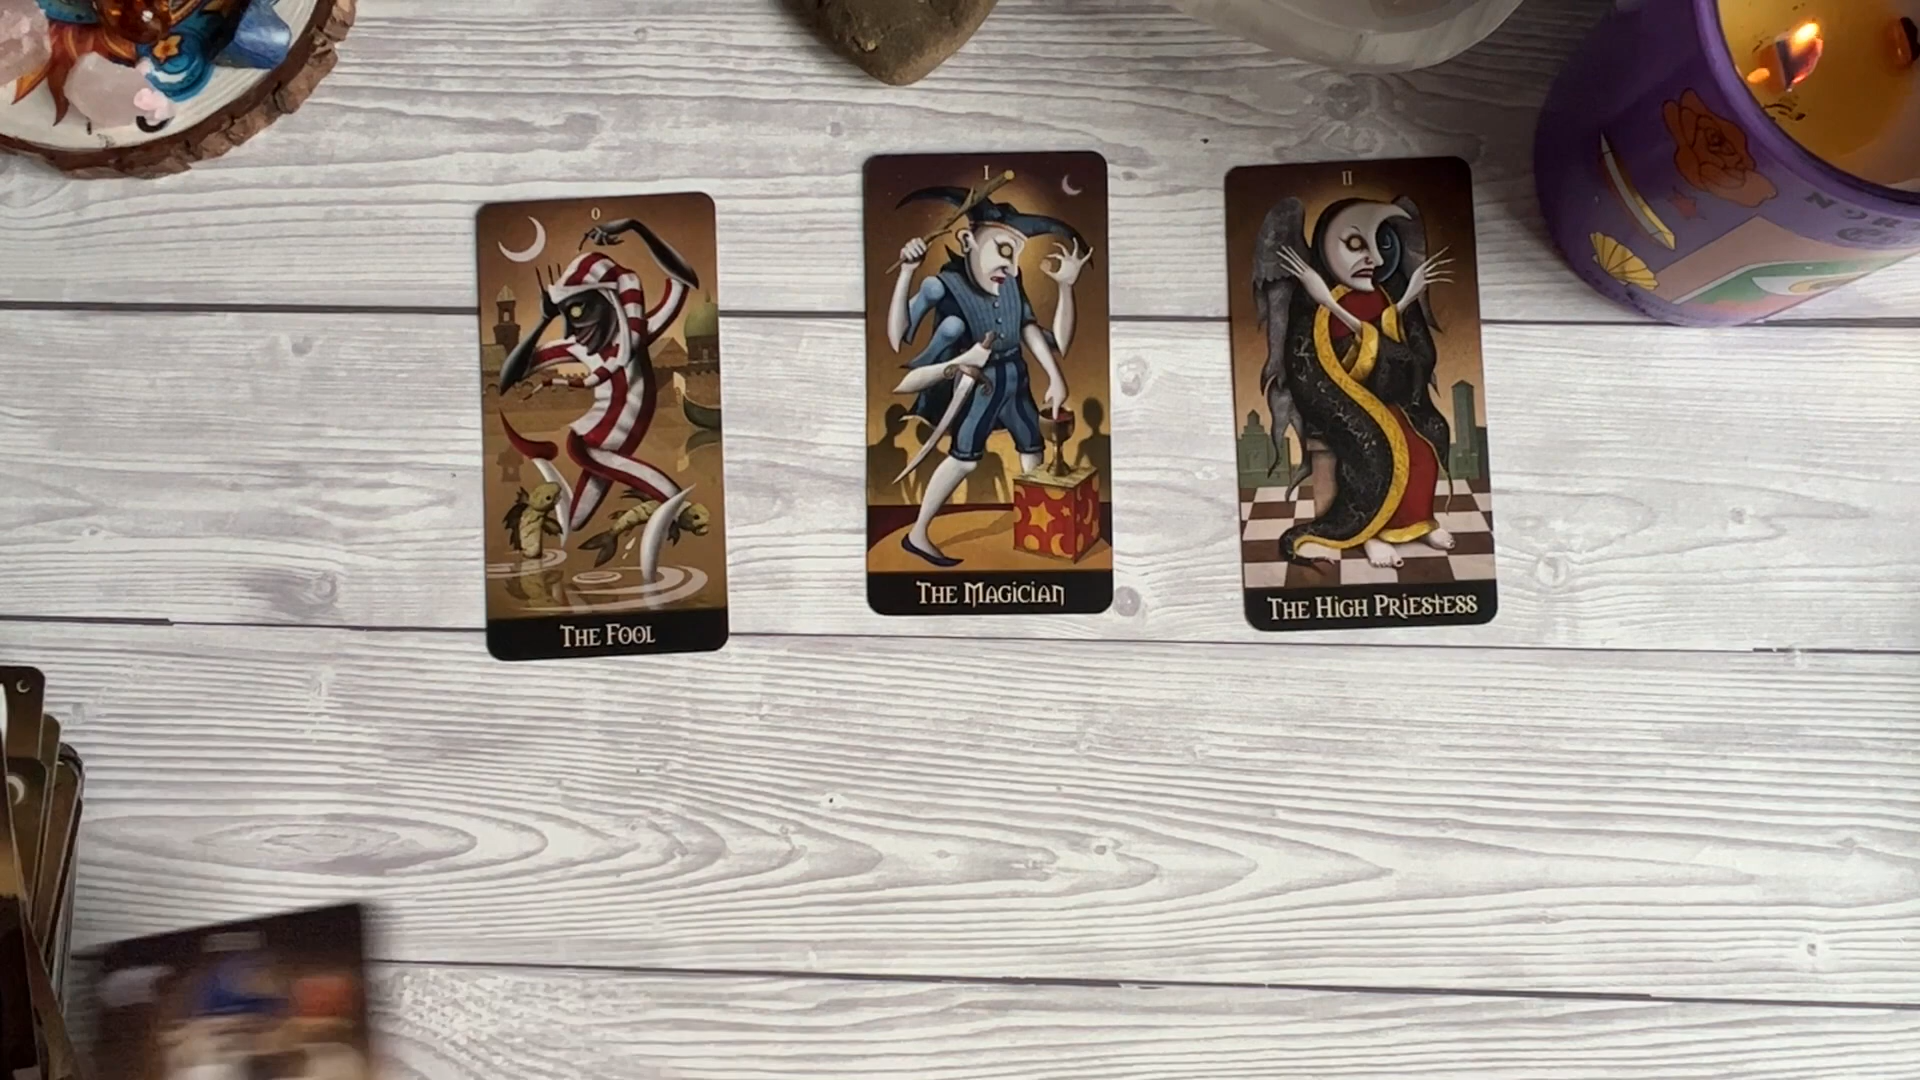 0
THE FOOL
I
THE MAGICIAN
II
THE HIGH PRIESTESS